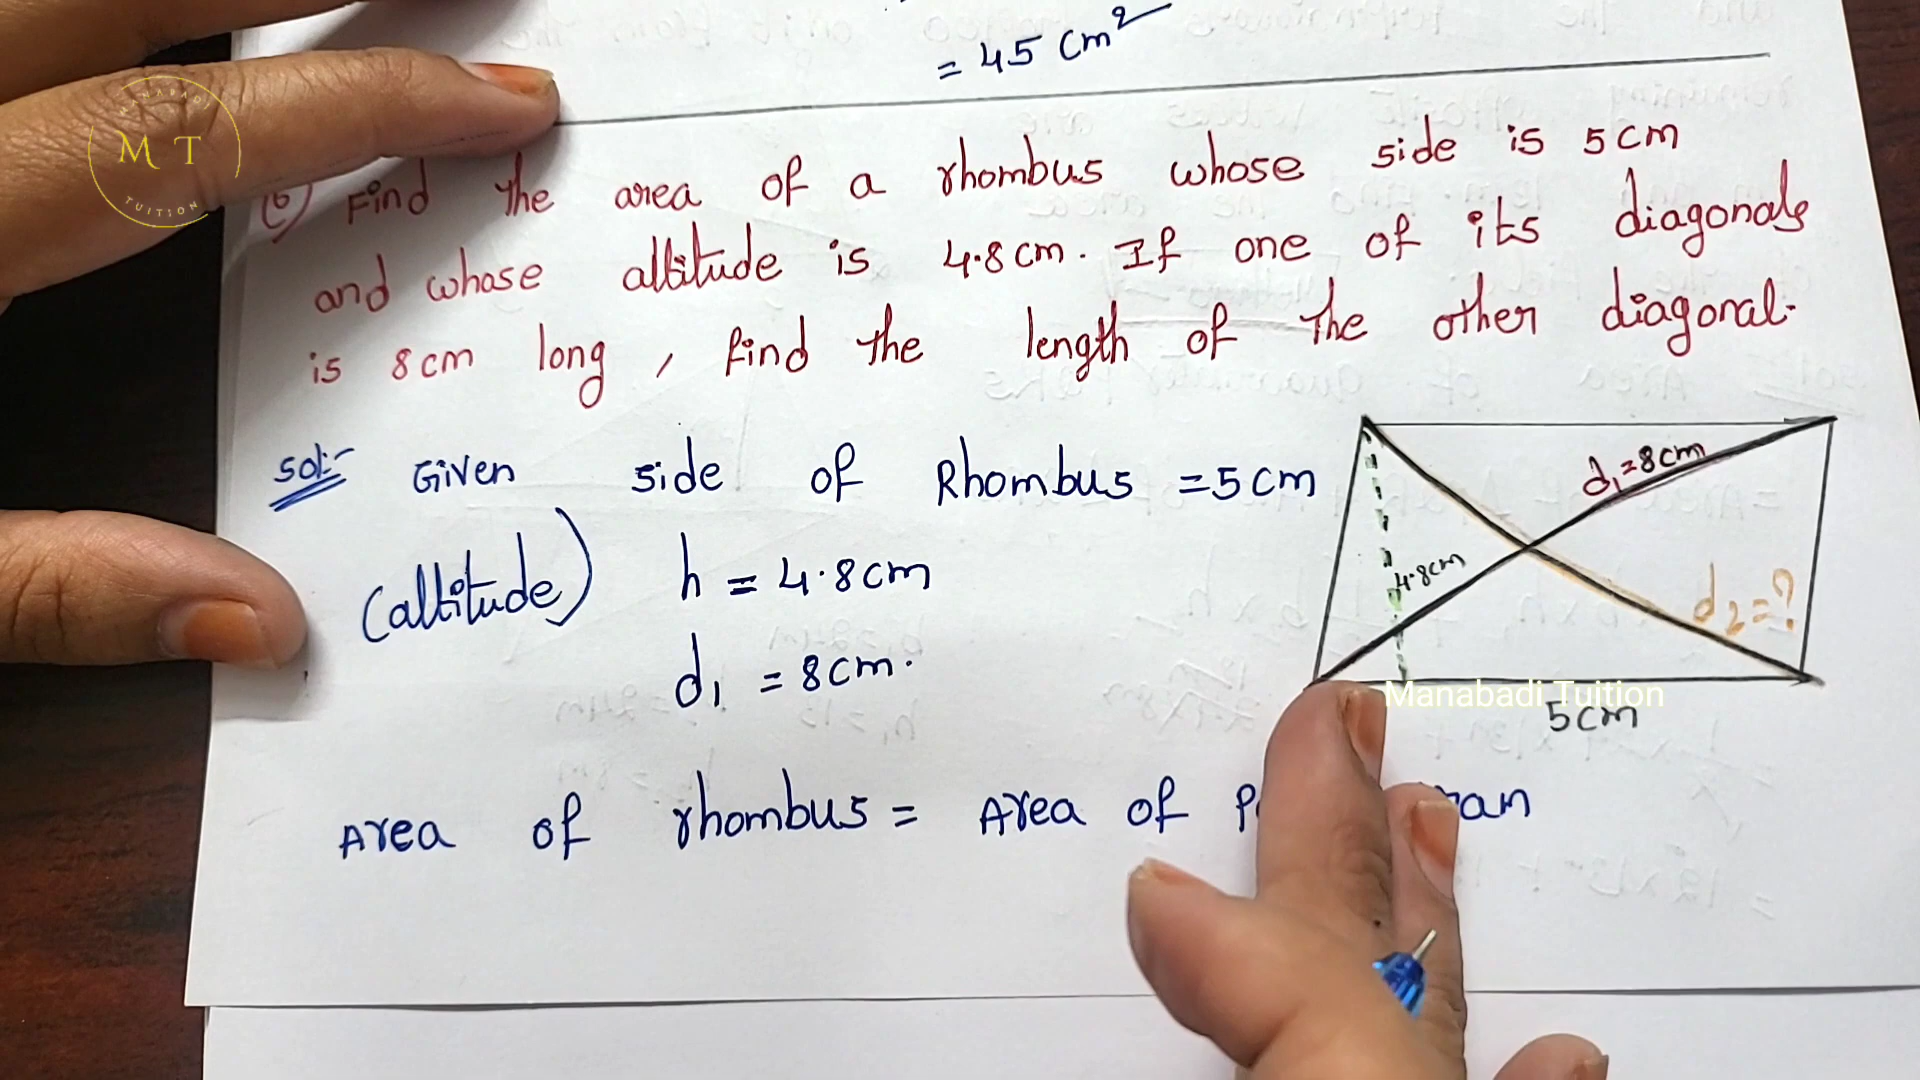 = 45 cm²
MANABADI
M T
TUITION
6) Find the area of a rhombus whose side is 5 cm
and whose altitude is 4.8 cm. If one of its diagonals
is 8 cm long, find the length of the other diagonal.
Sol:- Given side of Rhombus = 5 cm
(altitude) h = 4.8 cm
d₁ = 8 cm.
d₁ = 8 cm
4.8 cm
d₂ = ?
Manabadi Tuition
5 cm
Area of rhombus = Area of